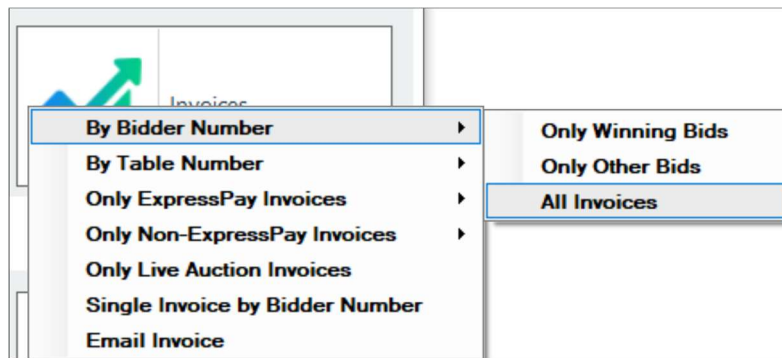 Invoices
By Bidder Number
By Table Number
Only ExpressPay Invoices
Only Non-ExpressPay Invoices
Only Live Auction Invoices
Single Invoice by Bidder Number
Email Invoice
Only Winning Bids
Only Other Bids
All Invoices